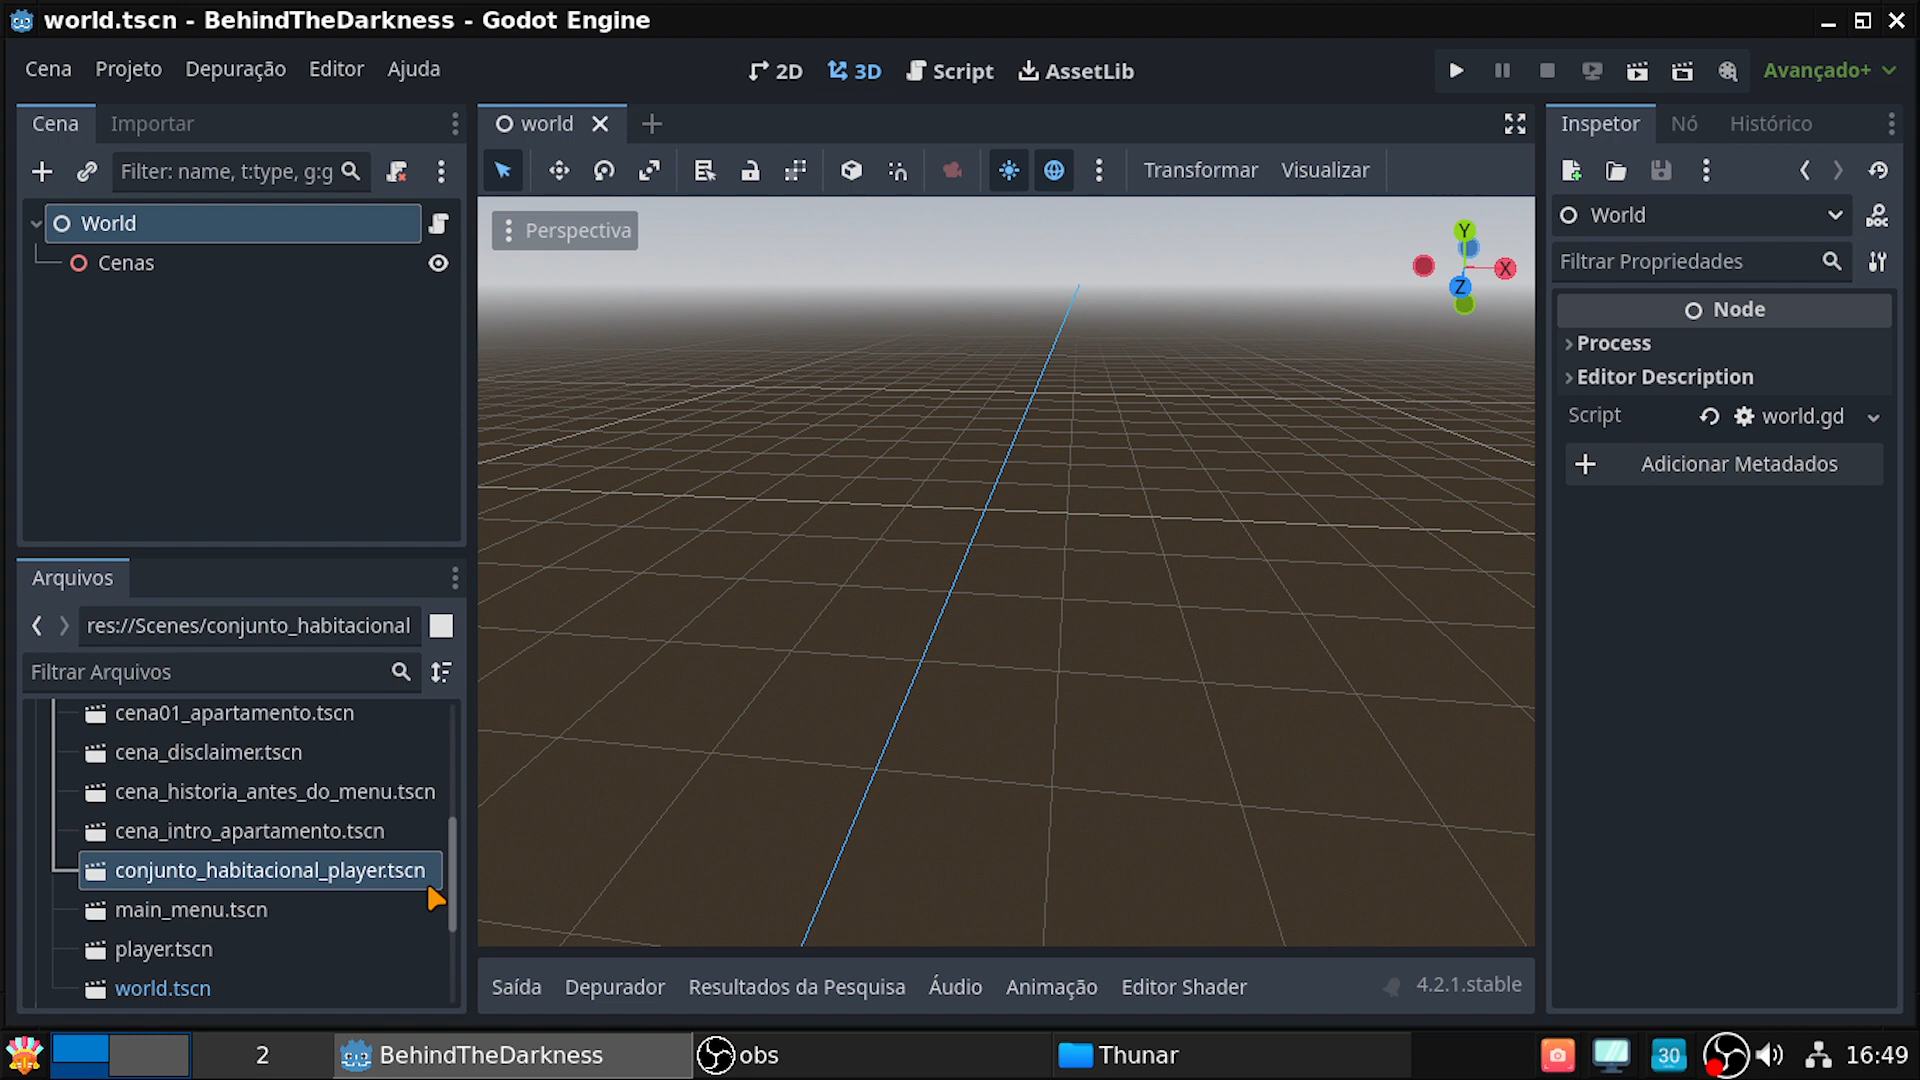 world.tscn - BehindTheDarkness - Godot Engine
Cena Projeto Depuração Editor Ajuda
2D 3D Script AssetLib
Avançado+
Cena Importar
world
Inspetor Nó Histórico
Filter: name, t:type, g:g
Transformar Visualizar
World
Cenas
Perspectiva
Y
X
Z
World
Filtrar Propriedades
Node
Process
Editor Description
Script world.gd
Adicionar Metadados
Arquivos
res://Scenes/conjunto_habitacional
Filtrar Arquivos
cena01_apartamento.tscn
cena_disclaimer.tscn
cena_historia_antes_do_menu.tscn
cena_intro_apartamento.tscn
conjunto_habitacional_player.tscn
main_menu.tscn
player.tscn
world.tscn
Saída Depurador Resultados da Pesquisa Áudio Animação Editor Shader
4.2.1.stable
2 BehindTheDarkness obs Thunar 30 16:49